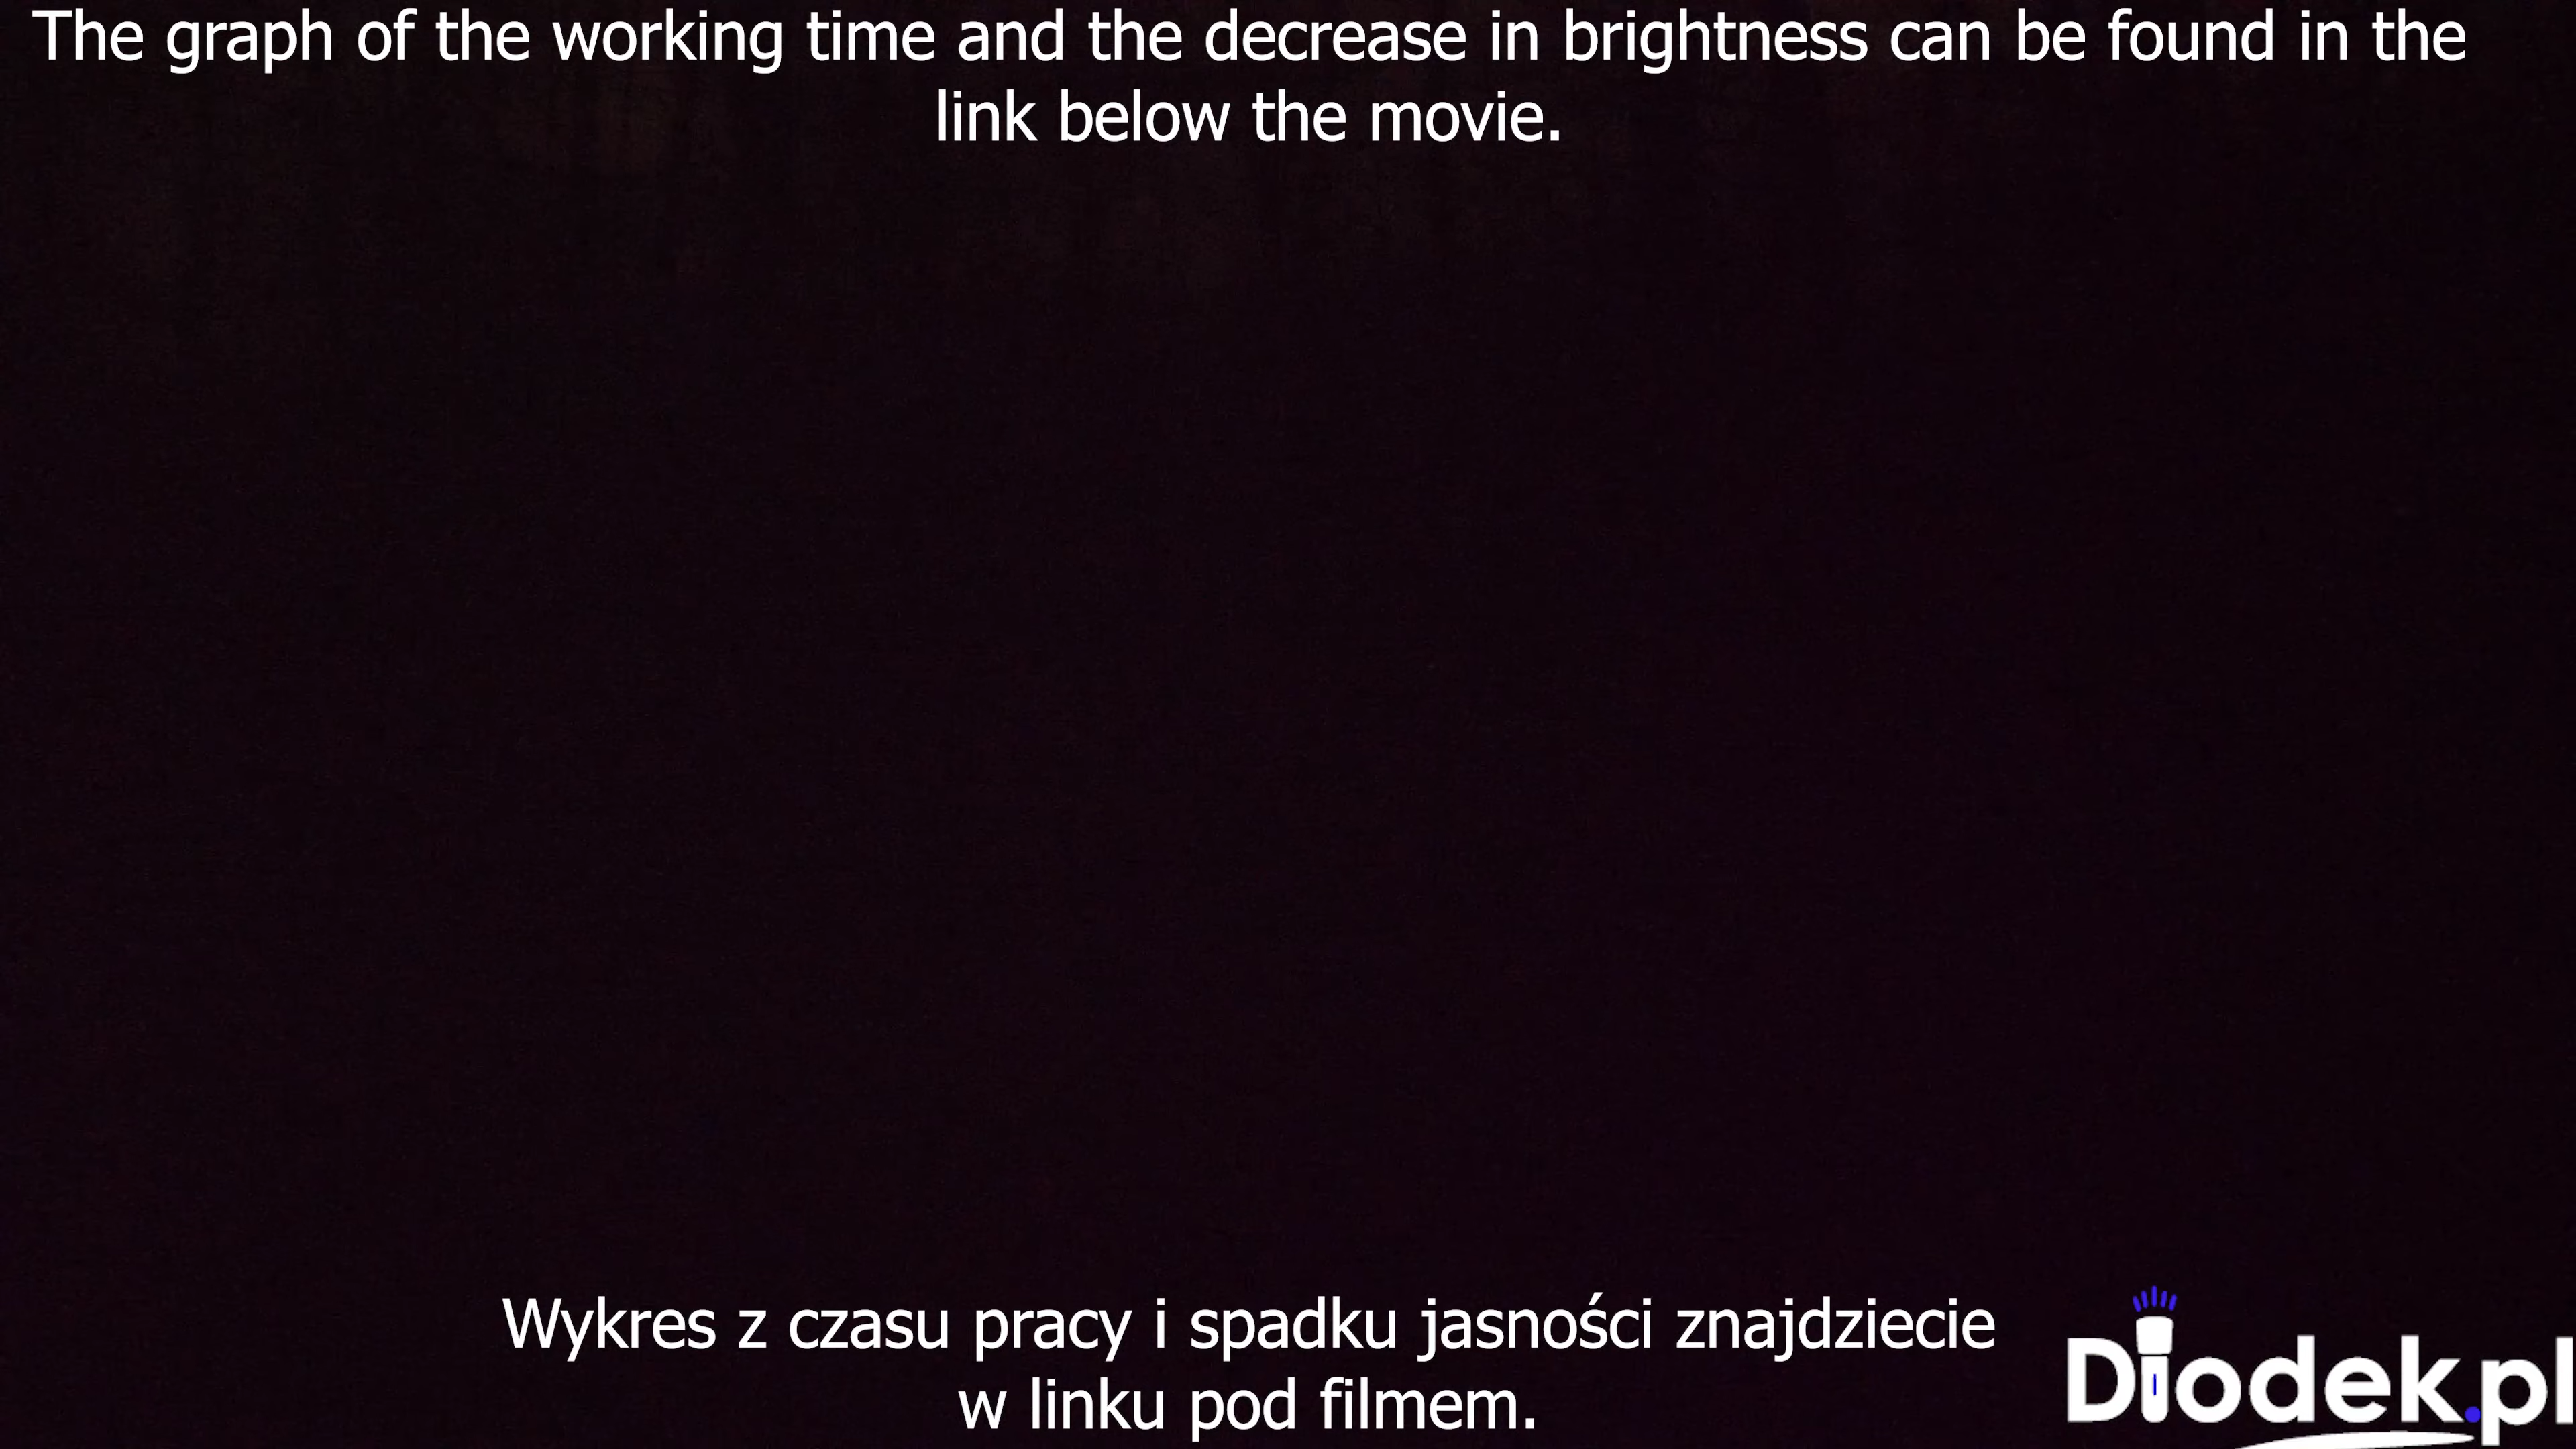 The graph of the working time and the decrease in brightness can be found in the
link below the movie.
Wykres z czasu pracy i spadku jasności znajdziecie
w linku pod filmem.
Diodek.pl